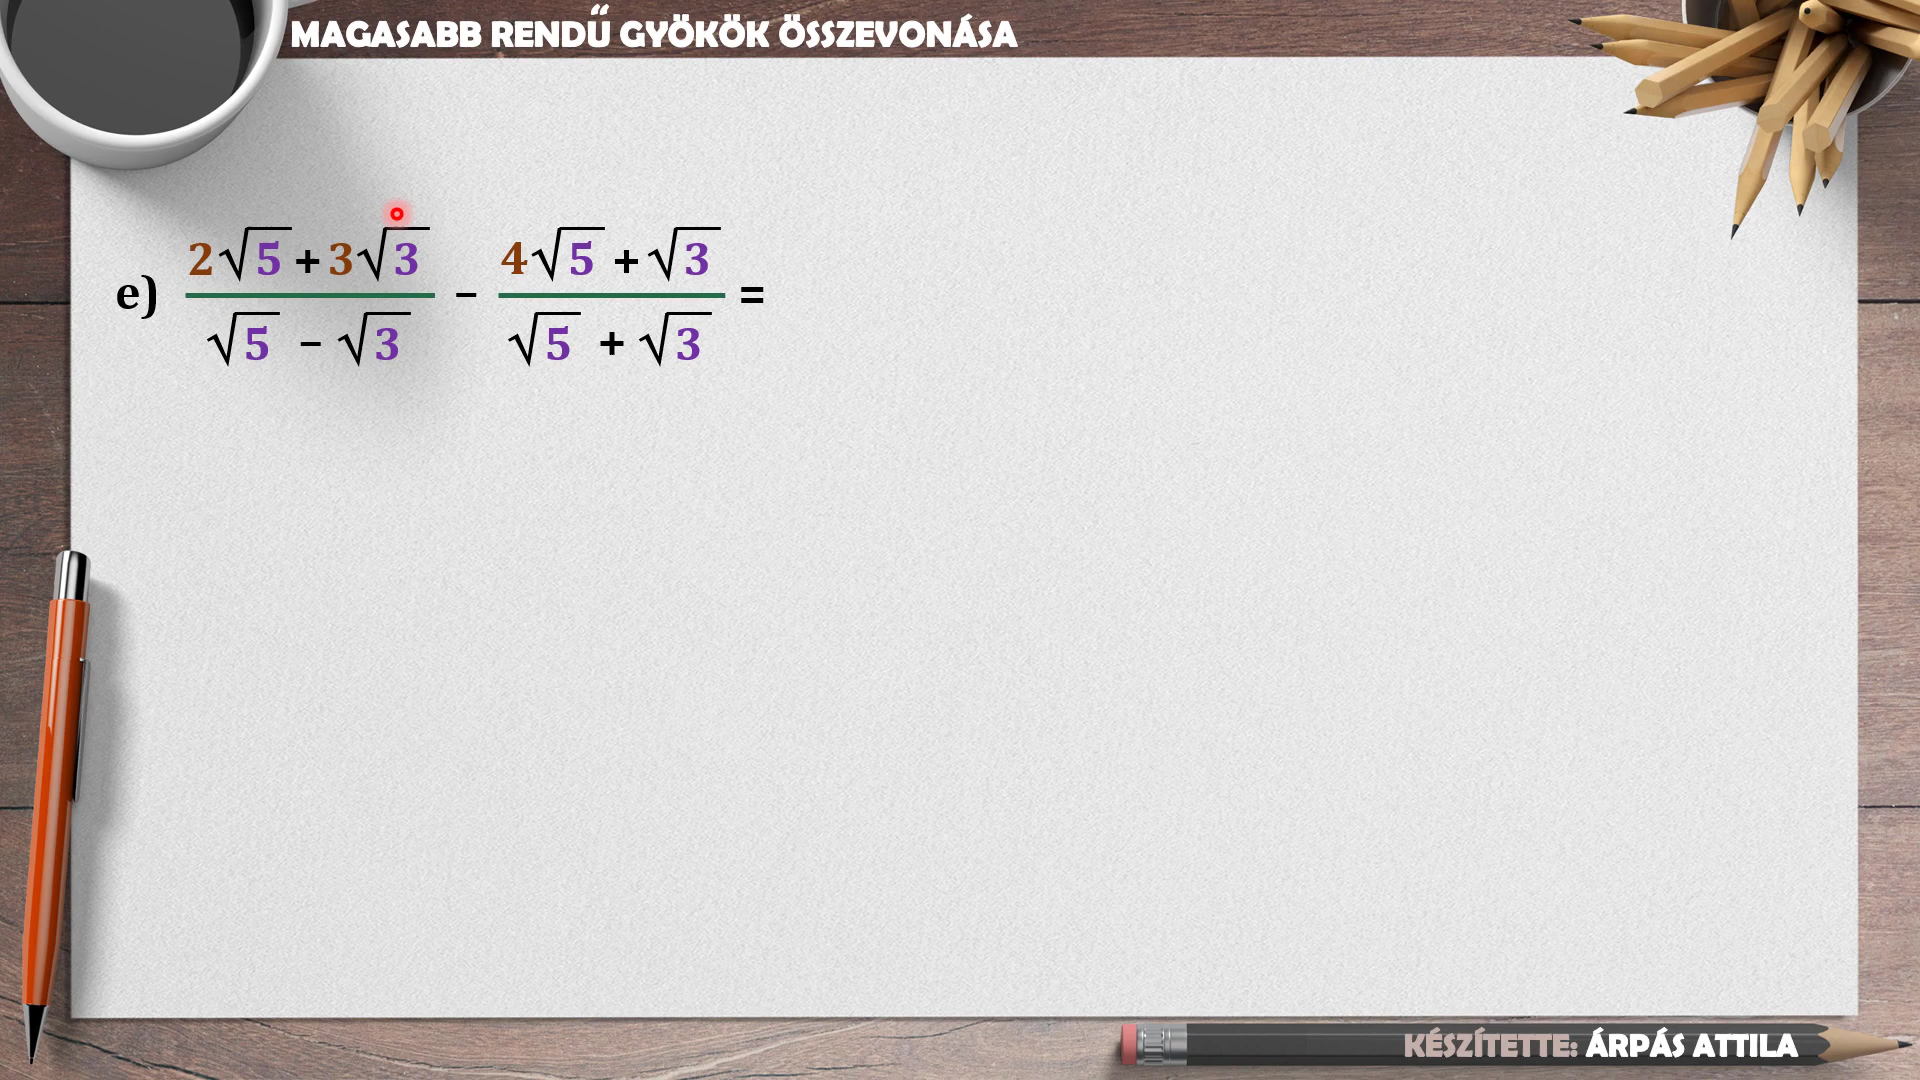 MAGASABB RENDŰ GYÖKÖK ÖSSZEVONÁSA
e) (2√5 + 3√3)/(√5 − √3) − (4√5 + √3)/(√5 + √3) =
KÉSZÍTETTE: ÁRPÁS ATTILA